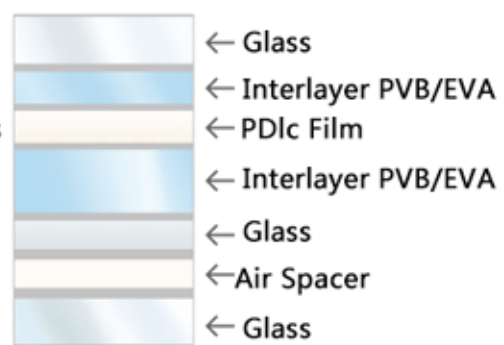 Glass
Interlayer PVB/EVA
PDlc Film
Interlayer PVB/EVA
Glass
Air Spacer
Glass